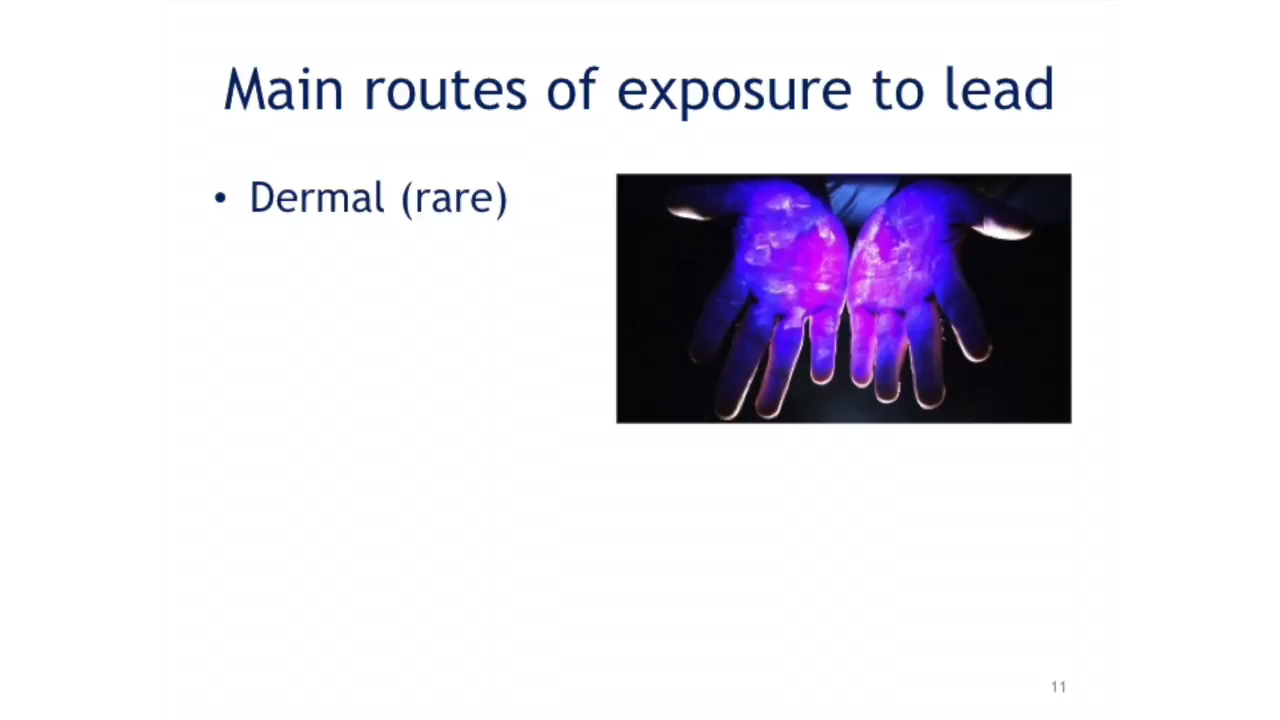 Main routes of exposure to lead
• Dermal (rare)
11